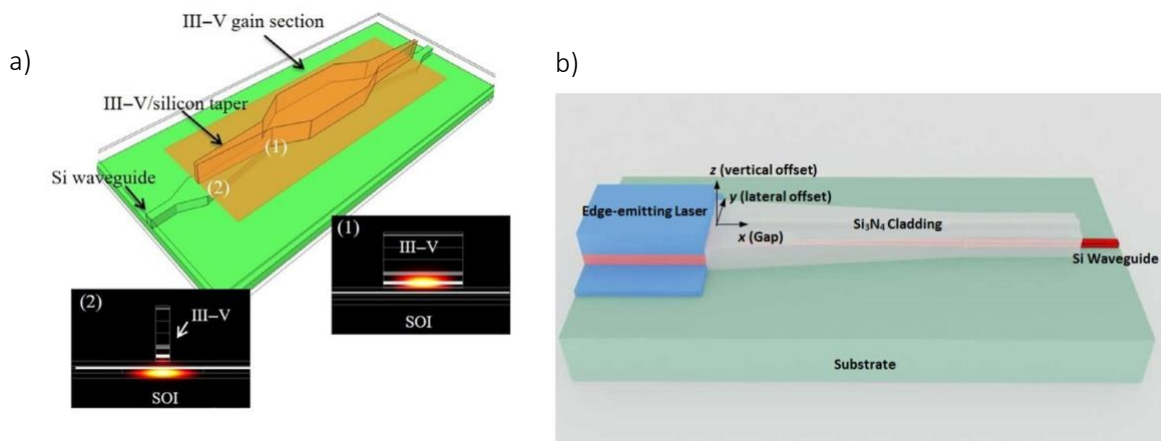 a)
III–V gain section
III–V/silicon taper
(1)
Si waveguide
(2)
(1)
III–V
SOI
(2)
III–V
SOI
b)
z (vertical offset)
y (lateral offset)
Edge-emitting Laser
Si₃N₄ Cladding
x (Gap)
Si Waveguide
Substrate